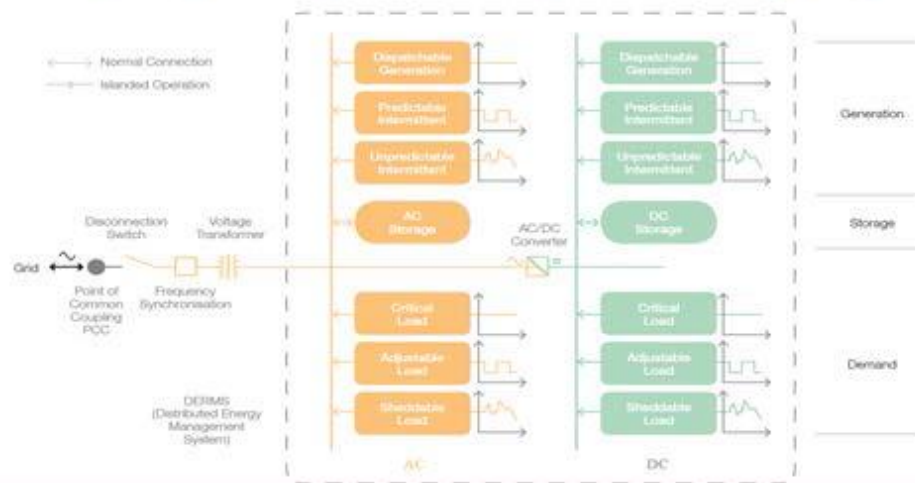 Normal Connection
Islanded Operation
Dispatchable
Generation
Predictable
Intermittent
Unpredictable
Intermittent
AC
Storage
Dispatchable
Generation
Predictable
Intermittent
Unpredictable
Intermittent
DC
Storage
Generation
Storage
Disconnection
Switch
Voltage
Transformer
AC/DC
Converter
Grid
Point of
Common
Coupling
PCC
Frequency
Synchronisation
Critical
Load
Adjustable
Load
Sheddable
Load
Critical
Load
Adjustable
Load
Sheddable
Load
Demand
DERIMS
(Distributed Energy
Management
System)
AC
DC